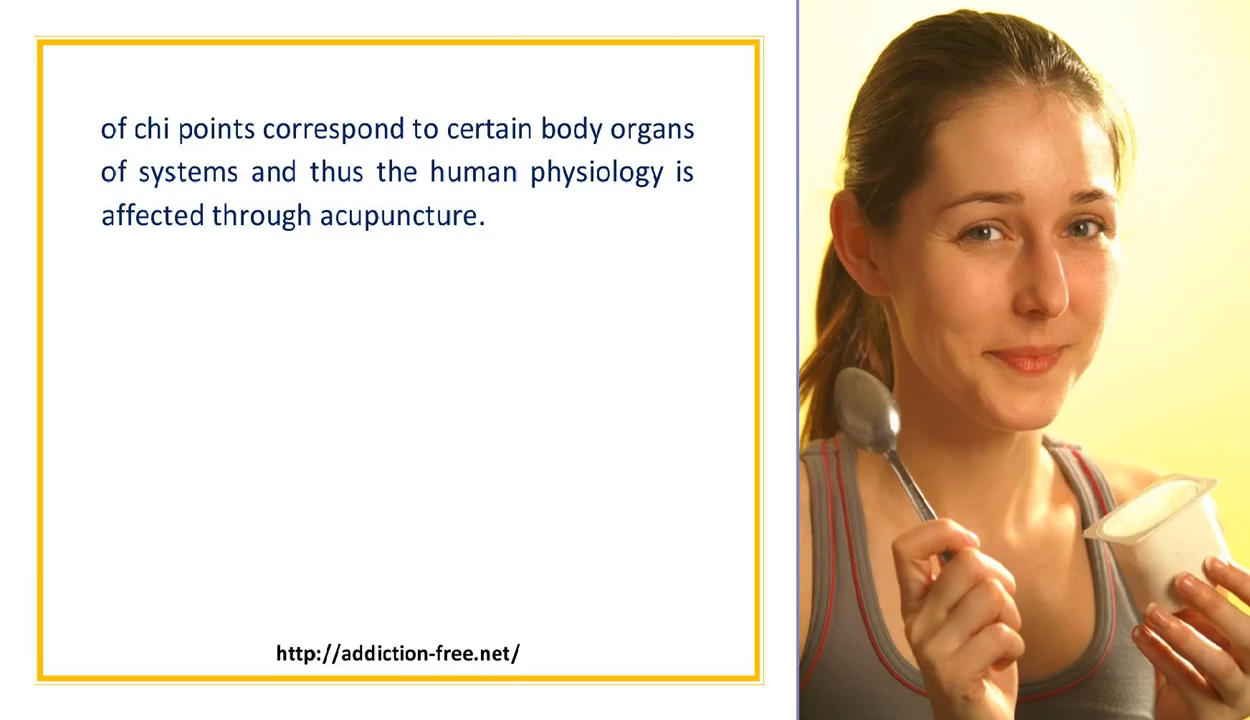 of chi points correspond to certain body organs
of systems and thus the human physiology is
affected through acupuncture.
http://addiction-free.net/